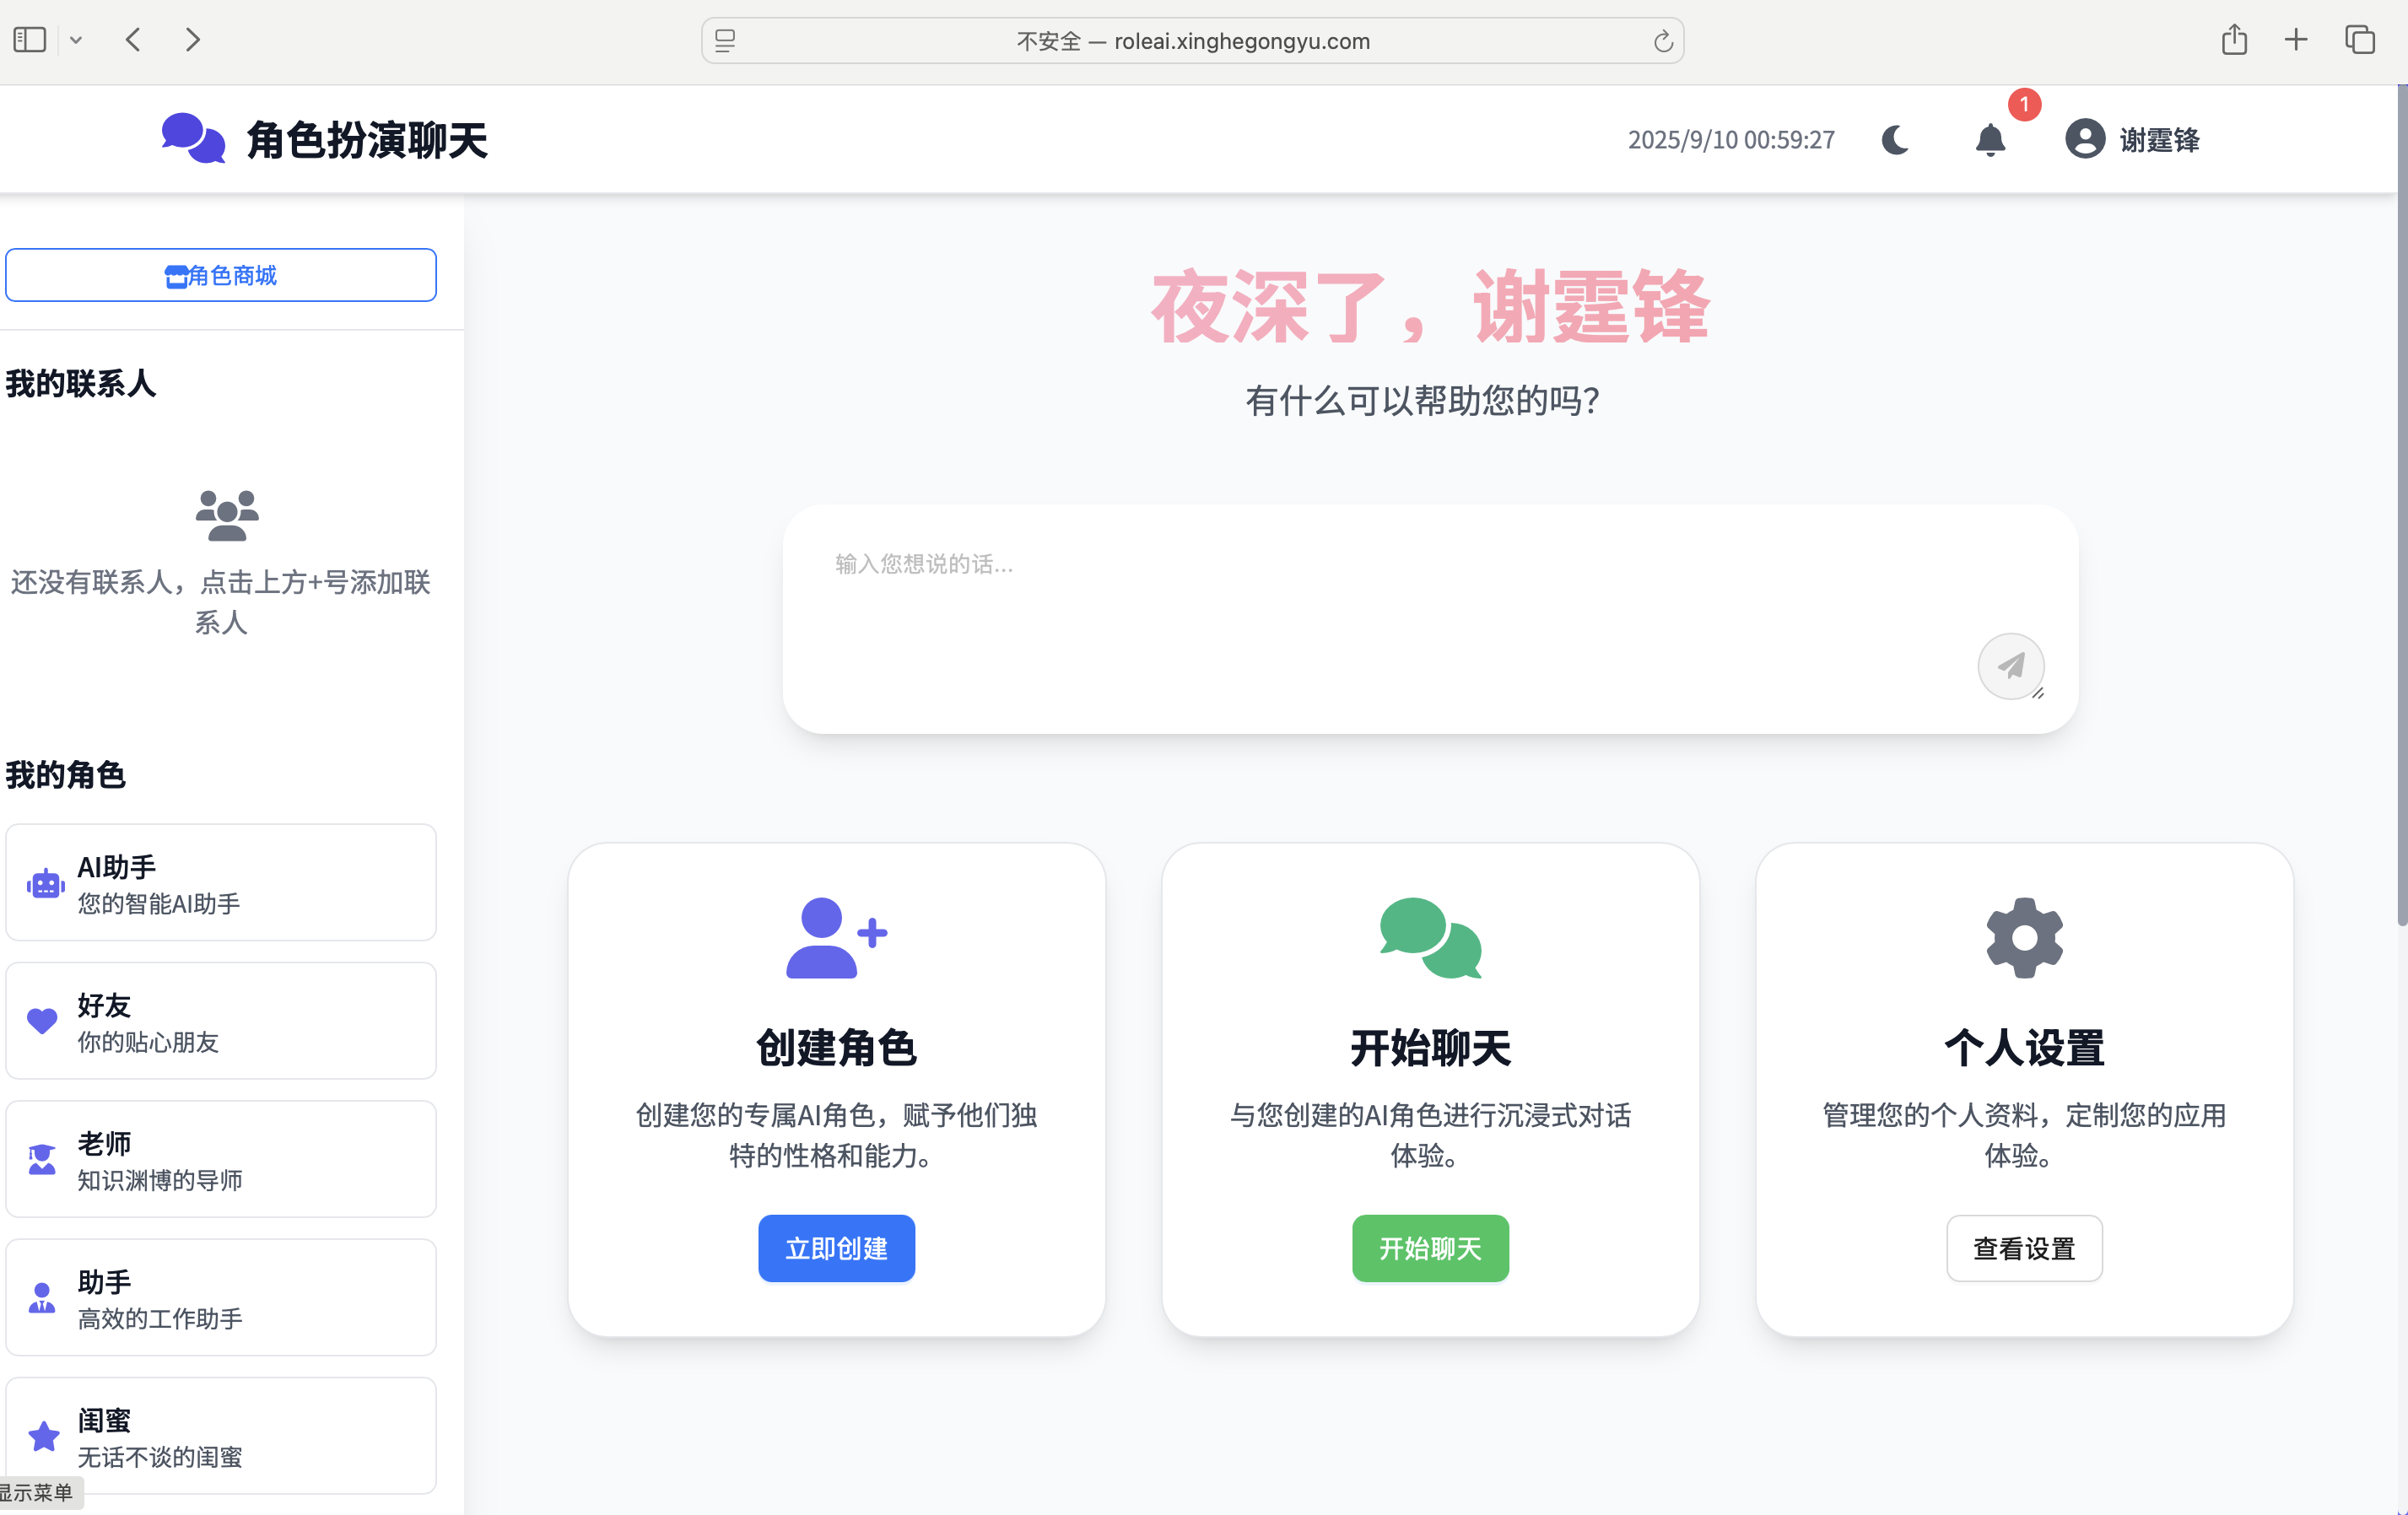 不安全 — roleai.xinghegongyu.com
角色扮演聊天
2025/9/10 00:59:27
1
谢霆锋
角色商城
我的联系人
还没有联系人，点击上方+号添加联
系人
我的角色
AI助手
您的智能AI助手
好友
你的贴心朋友
老师
知识渊博的导师
助手
高效的工作助手
闺蜜
无话不谈的闺蜜
显示菜单
夜深了，谢霆锋
有什么可以帮助您的吗？
输入您想说的话...
创建角色
创建您的专属AI角色，赋予他们独
特的性格和能力。
立即创建
开始聊天
与您创建的AI角色进行沉浸式对话
体验。
开始聊天
个人设置
管理您的个人资料，定制您的应用
体验。
查看设置